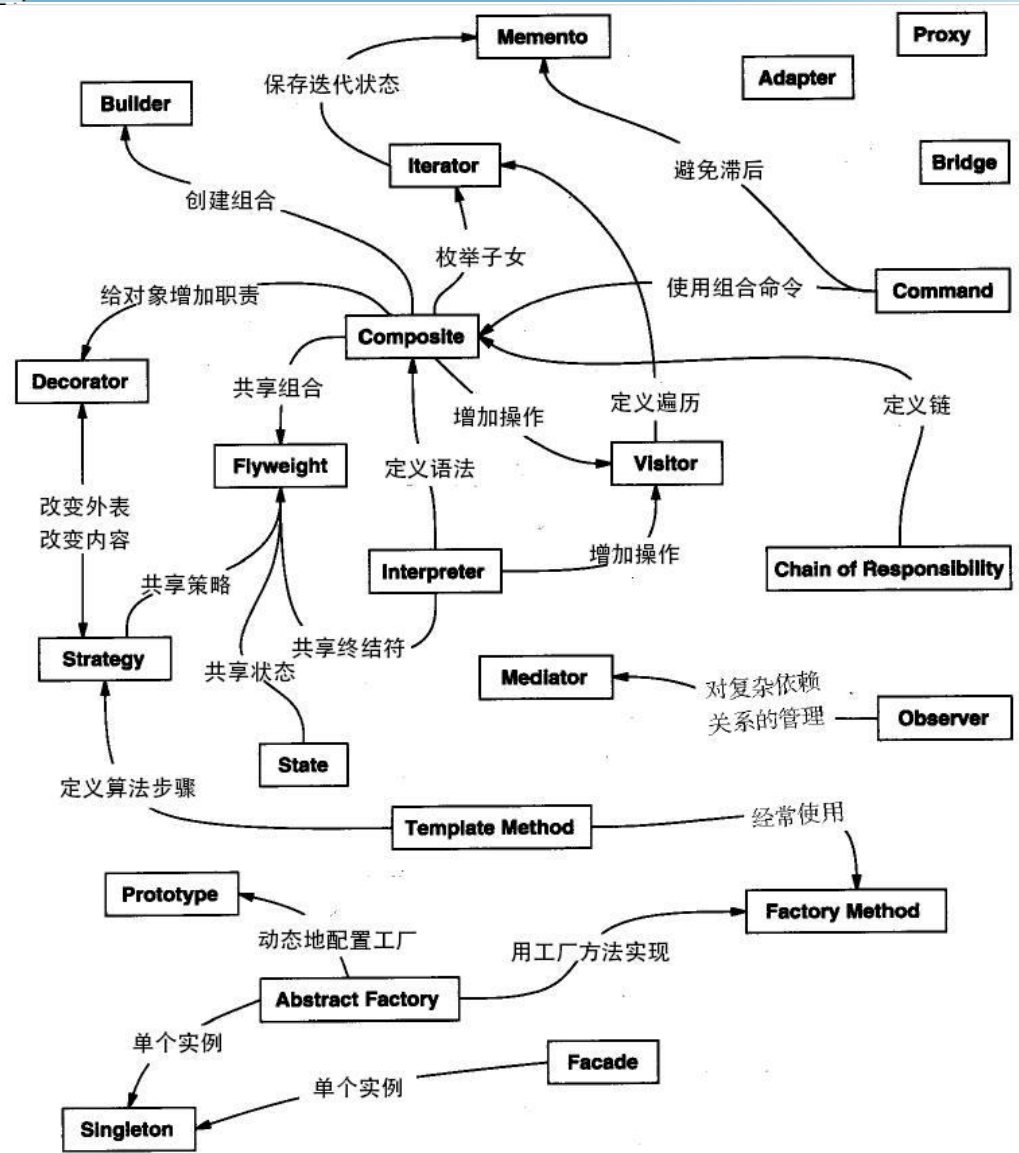 Memento
Proxy
Adapter
保存迭代状态
Builder
Iterator
避免滞后
Bridge
创建组合
枚举子女
给对象增加职责
使用组合命令
Command
Composite
Decorator
共享组合
增加操作
定义遍历
定义链
Flyweight
定义语法
Visitor
改变外表
改变内容
增加操作
Interpreter
Chain of Responsibility
共享策略
共享终结符
Strategy
共享状态
Mediator
对复杂依赖
关系的管理
Observer
State
定义算法步骤
Template Method
经常使用
Prototype
Factory Method
动态地配置工厂
用工厂方法实现
Abstract Factory
单个实例
Facade
单个实例
Singleton